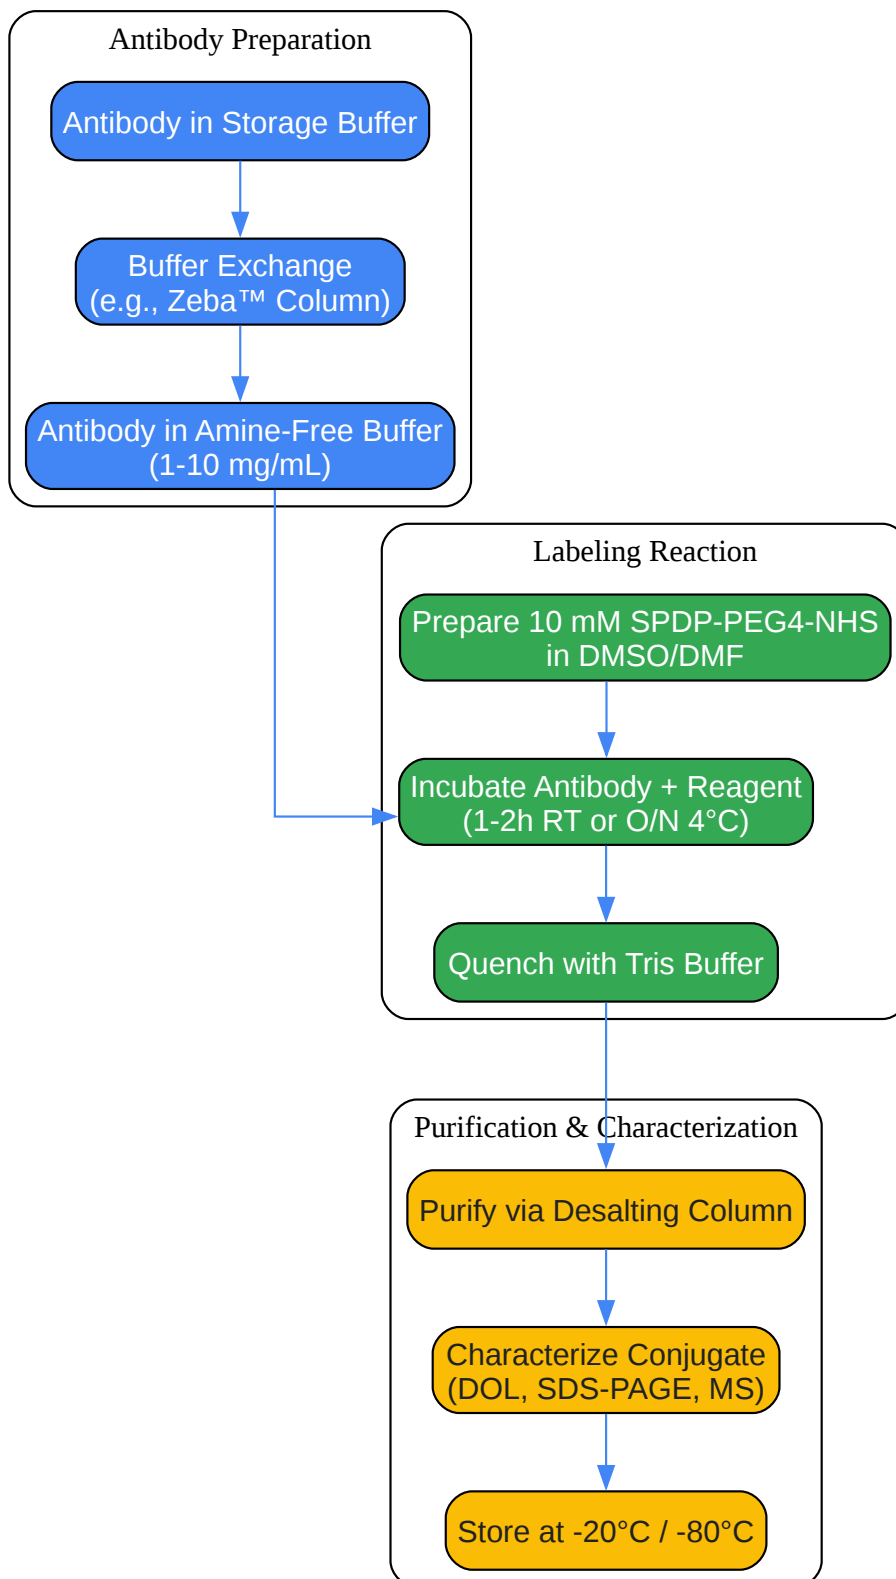 Antibody Preparation
Antibody in Storage Buffer
Buffer Exchange
(e.g., Zeba™ Column)
Antibody in Amine-Free Buffer
(1-10 mg/mL)
Labeling Reaction
Prepare 10 mM SPDP-PEG4-NHS
in DMSO/DMF
Incubate Antibody + Reagent
(1-2h RT or O/N 4°C)
Quench with Tris Buffer
Purification & Characterization
Purify via Desalting Column
Characterize Conjugate
(DOL, SDS-PAGE, MS)
Store at -20°C / -80°C